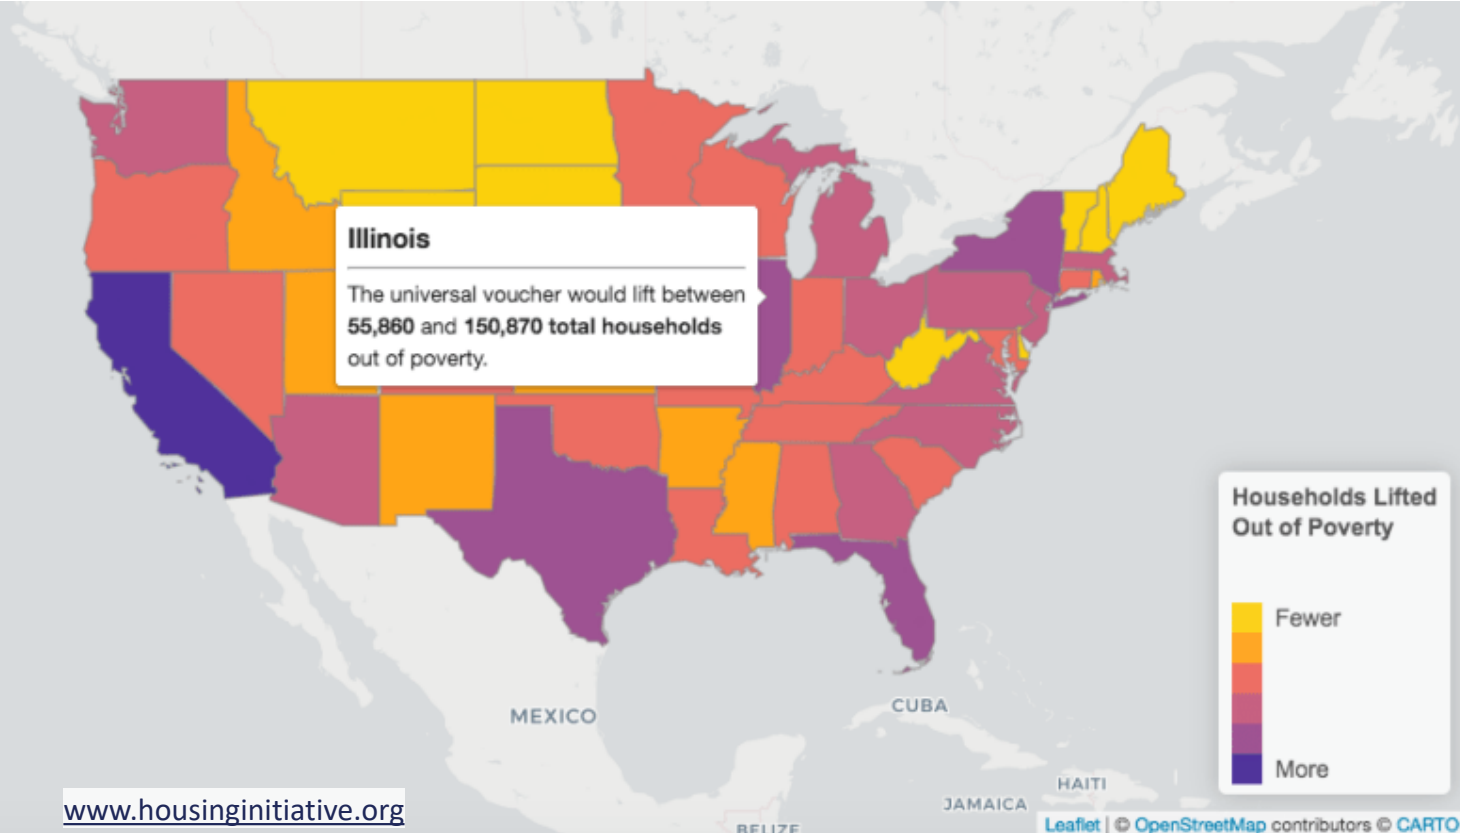 Illinois
The universal voucher would lift between
55,860 and 150,870 total households
out of poverty.
Households Lifted
Out of Poverty
Fewer
More
MEXICO
CUBA
HAITI
JAMAICA
BELIZE
www.housinginitiative.org
Leaflet | © OpenStreetMap contributors © CARTO